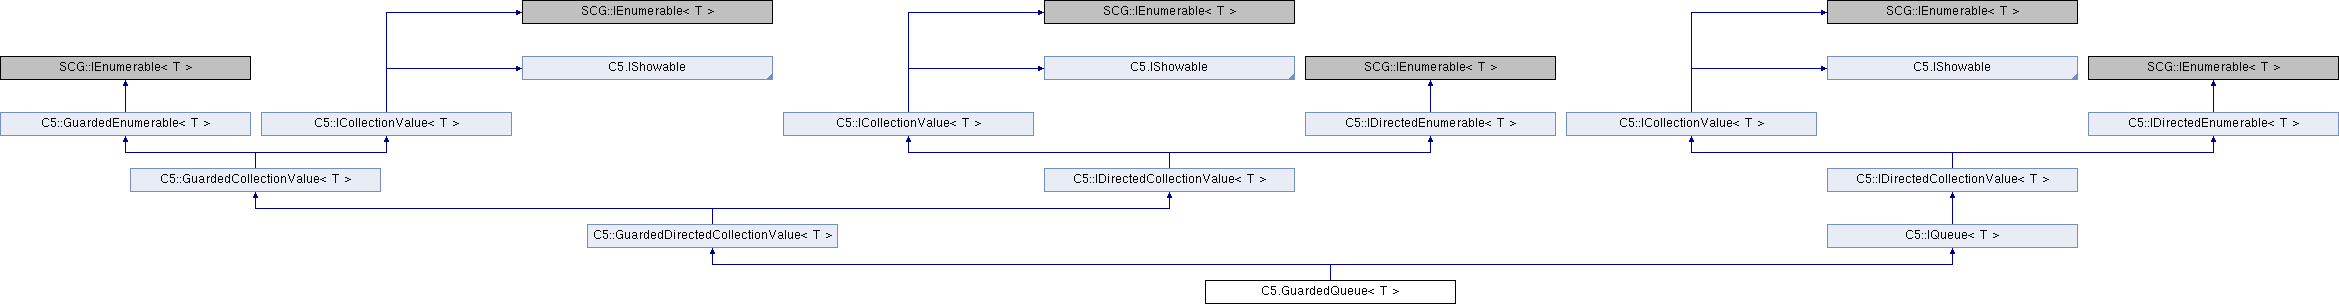 SCG::IEnumerable< T >
SCG::IEnumerable< T >
SCG::IEnumerable< T >
SCG::IEnumerable< T >
C5.IShowable
C5.IShowable
SCG::IEnumerable< T >
C5.IShowable
SCG::IEnumerable< T >
C5::GuardedEnumerable< T >
C5::ICollectionValue< T >
C5::ICollectionValue< T >
C5::IDirectedEnumerable< T >
C5::ICollectionValue< T >
C5::IDirectedEnumerable< T >
C5::GuardedCollectionValue< T >
C5::IDirectedCollectionValue< T >
C5::IDirectedCollectionValue< T >
C5::GuardedDirectedCollectionValue< T >
C5::IQueue< T >
C5.GuardedQueue< T >